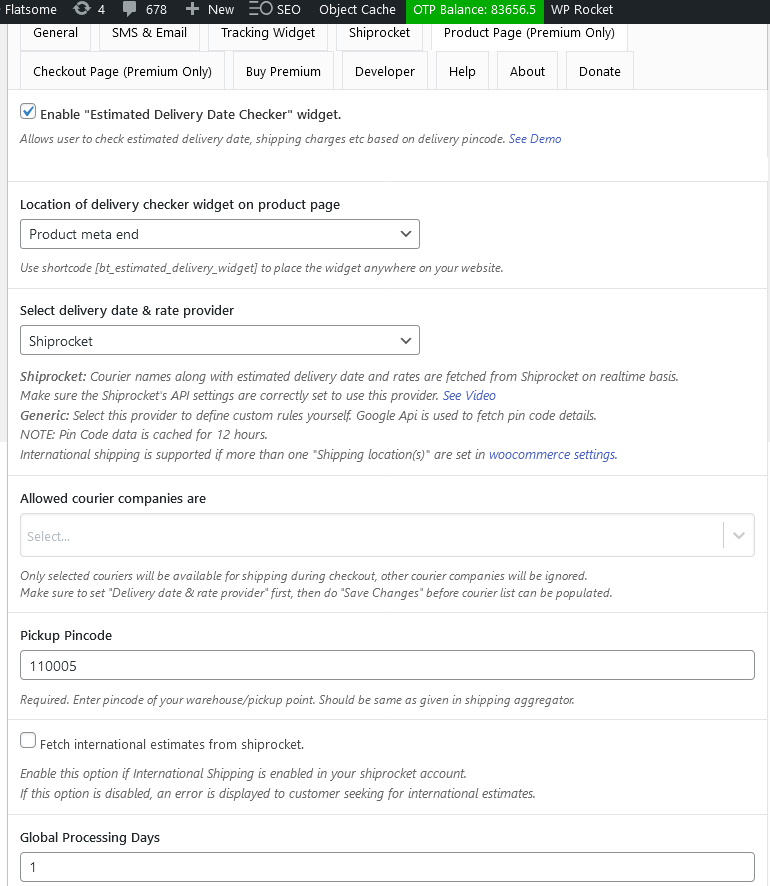 Flatsome 4 678 New SEO Object Cache OTP Balance: 83656.5 WP Rocket
General SMS & Email Tracking Widget Shiprocket Product Page (Premium Only)
Checkout Page (Premium Only) Buy Premium Developer Help About Donate
Enable "Estimated Delivery Date Checker" widget.
Allows user to check estimated delivery date, shipping charges etc based on delivery pincode. See Demo
Location of delivery checker widget on product page
Product meta end
Use shortcode [bt_estimated_delivery_widget] to place the widget anywhere on your website.
Select delivery date & rate provider
Shiprocket
Shiprocket: Courier names along with estimated delivery date and rates are fetched from Shiprocket on realtime basis.
Make sure the Shiprocket's API settings are correctly set to use this provider. See Video
Generic: Select this provider to define custom rules yourself. Google Api is used to fetch pin code details.
NOTE: Pin Code data is cached for 12 hours.
International shipping is supported if more than one "Shipping location(s)" are set in woocommerce settings.
Allowed courier companies are
Select...
Only selected couriers will be available for shipping during checkout, other courier companies will be ignored.
Make sure to set "Delivery date & rate provider" first, then do "Save Changes" before courier list can be populated.
Pickup Pincode
110005
Required. Enter pincode of your warehouse/pickup point. Should be same as given in shipping aggregator.
Fetch international estimates from shiprocket.
Enable this option if International Shipping is enabled in your shiprocket account.
If this option is disabled, an error is displayed to customer seeking for international estimates.
Global Processing Days
1